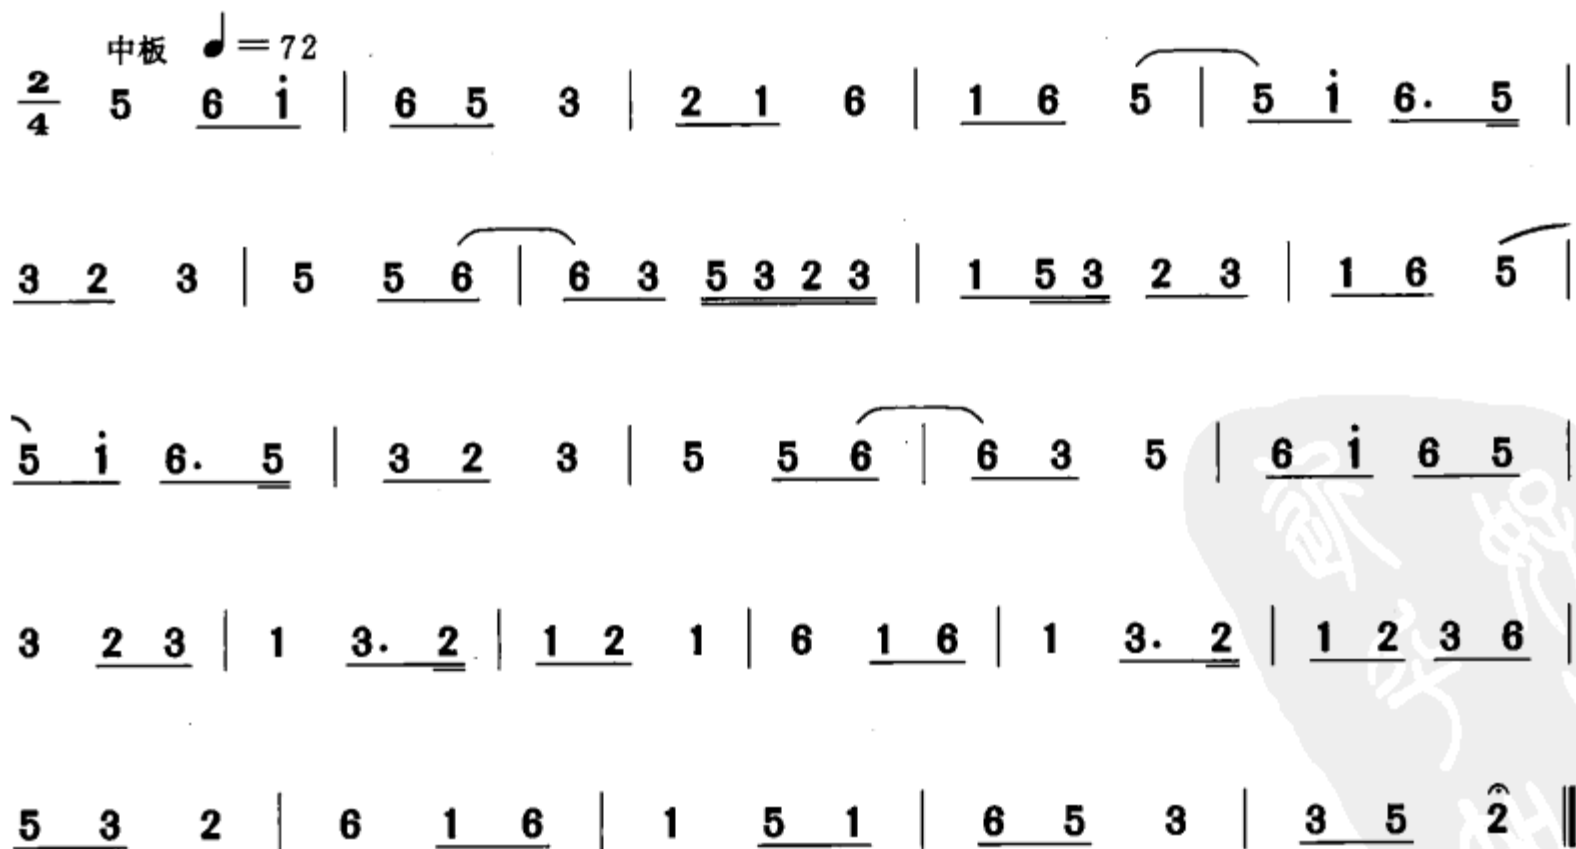 中板 ♩=72
2/4 5 6 i̇ | 6 5 3 | 2 1 6 | 1 6 5 | 5 i̇ 6. 5 |
3 2 3 | 5 5 6 | 6 3 5 3 2 3 | 1 5 3 2 3 | 1 6 5 |
5 i̇ 6. 5 | 3 2 3 | 5 5 6 | 6 3 5 | 6 i̇ 6 5 |
3 2 3 | 1 3. 2 | 1 2 1 | 6 1 6 | 1 3. 2 | 1 2 3 6 |
5 3 2 | 6 1 6 | 1 5 1 | 6 5 3 | 3 5 2 ‖